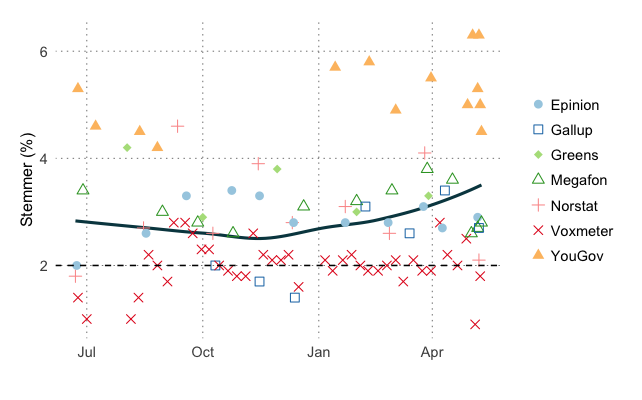 Stemmer (%)
6
4
2
Jul
Oct
Jan
Apr
Epinion
Gallup
Greens
Megafon
Norstat
Voxmeter
YouGov